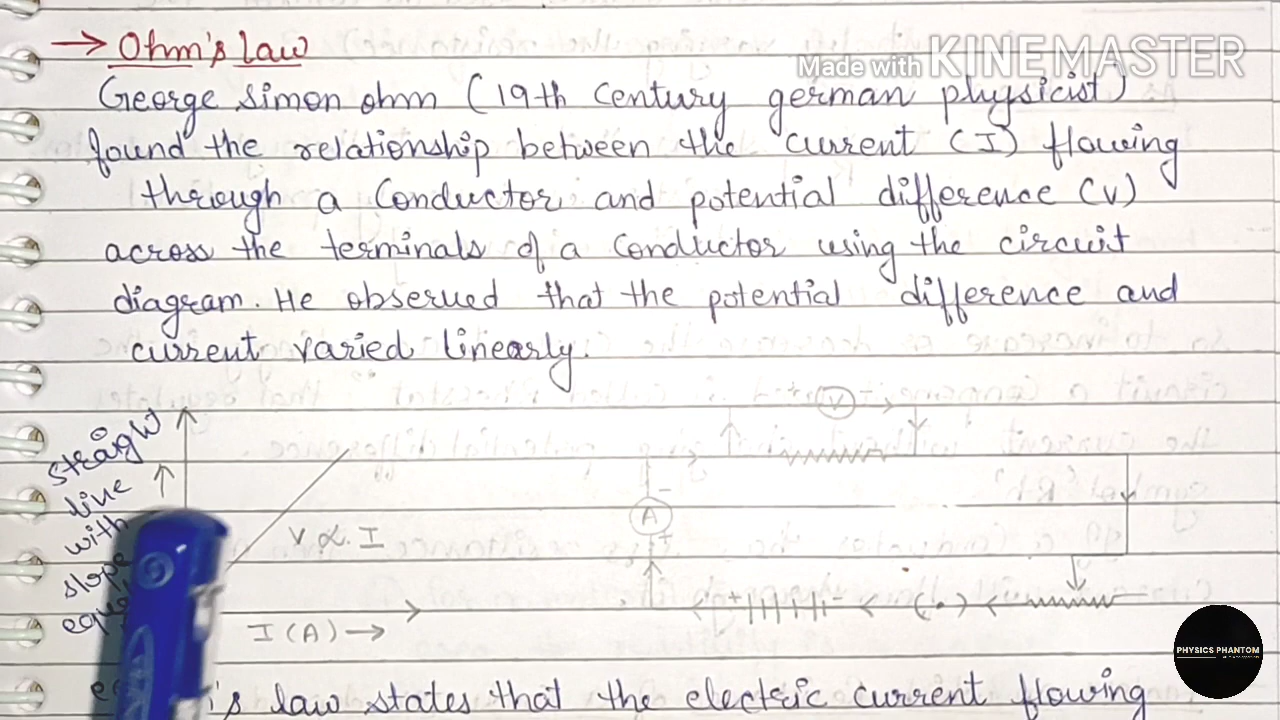 → Ohm's law
Made with KINEMASTER
George simon ohm (19th Century german physicist)
found the relationship between the current (I) flowing
through a Conductor and potential difference (V)
across the terminals of a conductor using the circuit
diagram. He observed that the potential difference and
current varied linearly.
straight
line
with
slope
V ∝ I
I (A) →
V
A
+
-
+
-
(•)
's law states that the electric current flowing
PHYSICS PHANTOM